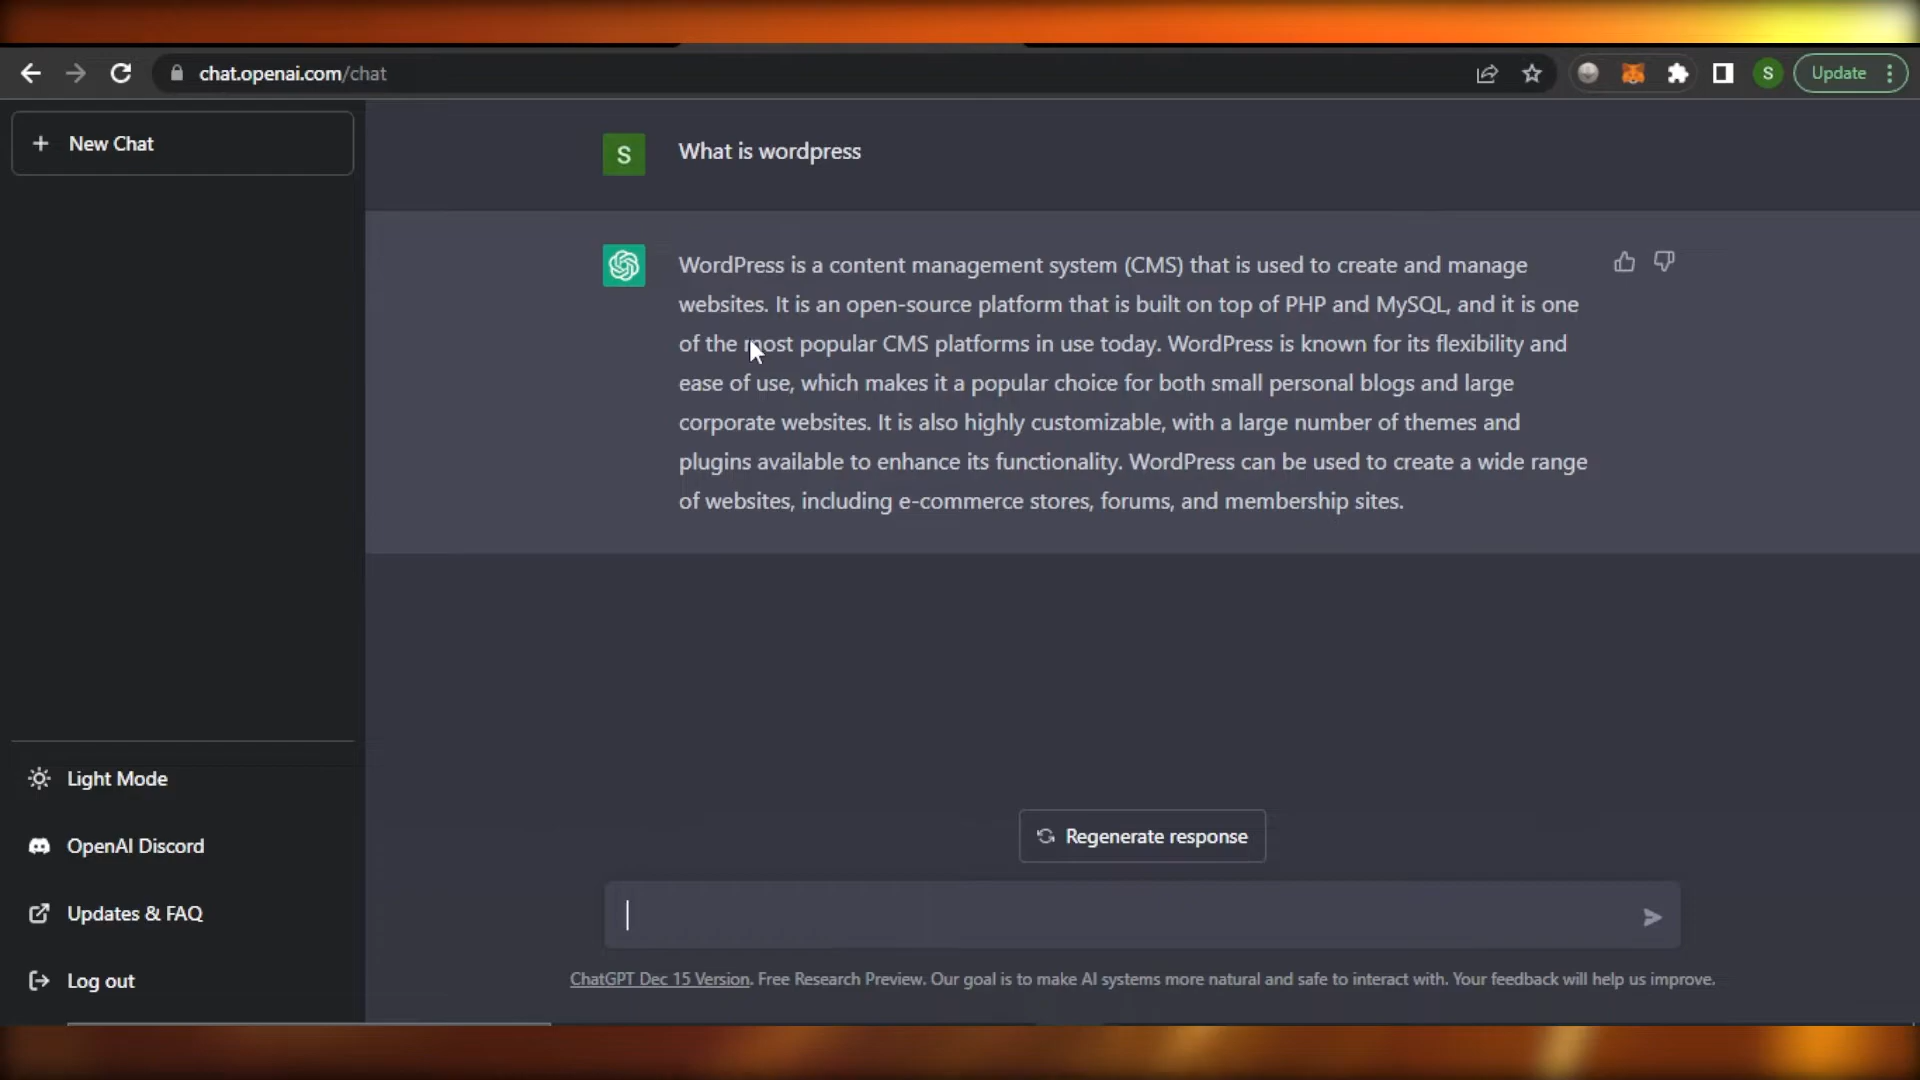 chat.openai.com/chat
S
Update
New Chat
S
What is wordpress
WordPress is a content management system (CMS) that is used to create and manage
websites. It is an open-source platform that is built on top of PHP and MySQL, and it is one
of the most popular CMS platforms in use today. WordPress is known for its flexibility and
ease of use, which makes it a popular choice for both small personal blogs and large
corporate websites. It is also highly customizable, with a large number of themes and
plugins available to enhance its functionality. WordPress can be used to create a wide range
of websites, including e-commerce stores, forums, and membership sites.
Light Mode
OpenAI Discord
Updates & FAQ
Log out
Regenerate response
ChatGPT Dec 15 Version. Free Research Preview. Our goal is to make AI systems more natural and safe to interact with. Your feedback will help us improve.